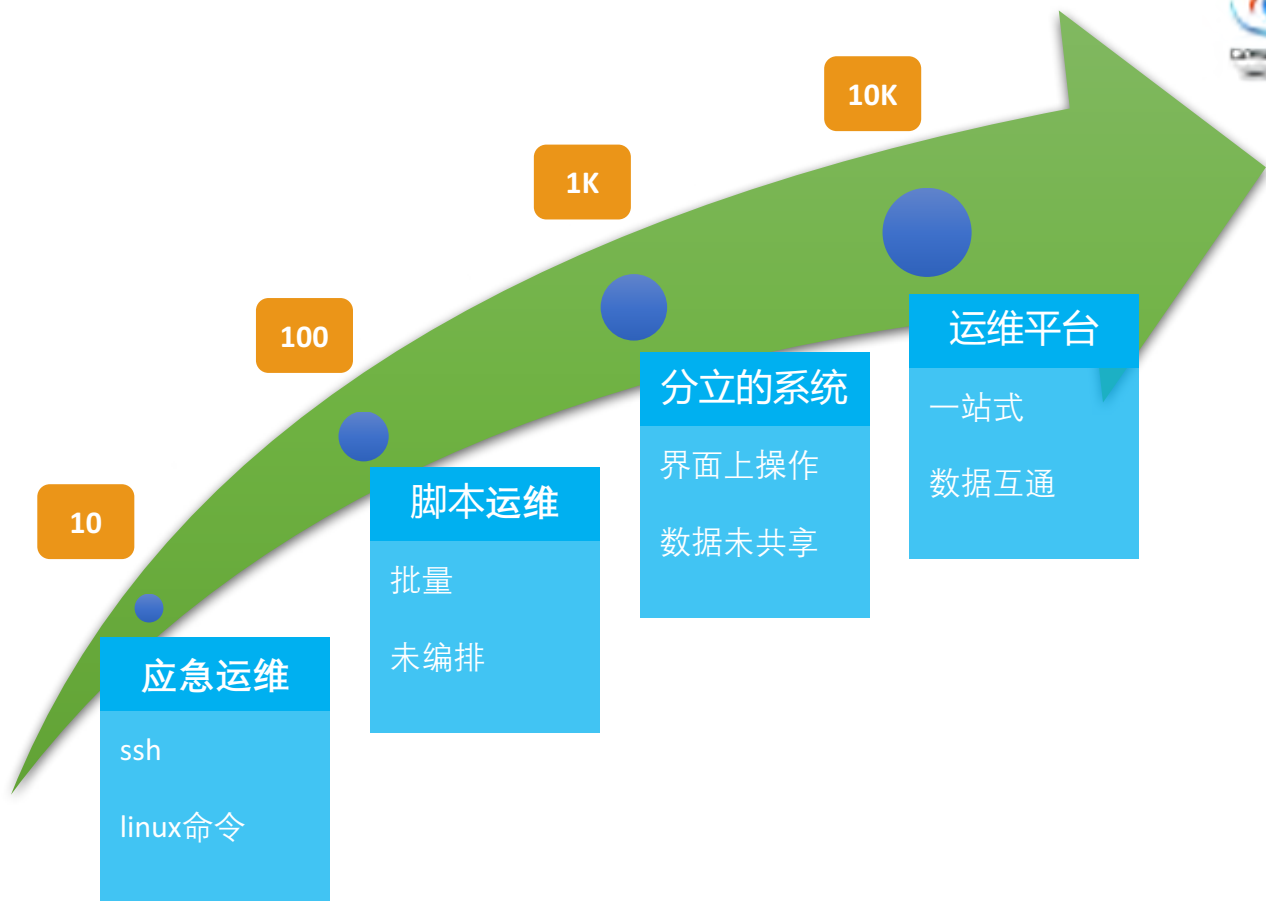 10K
1K
100
10
运维平台
一站式
数据互通
分立的系统
界面上操作
数据未共享
脚本运维
批量
未编排
应急运维
ssh
linux命令